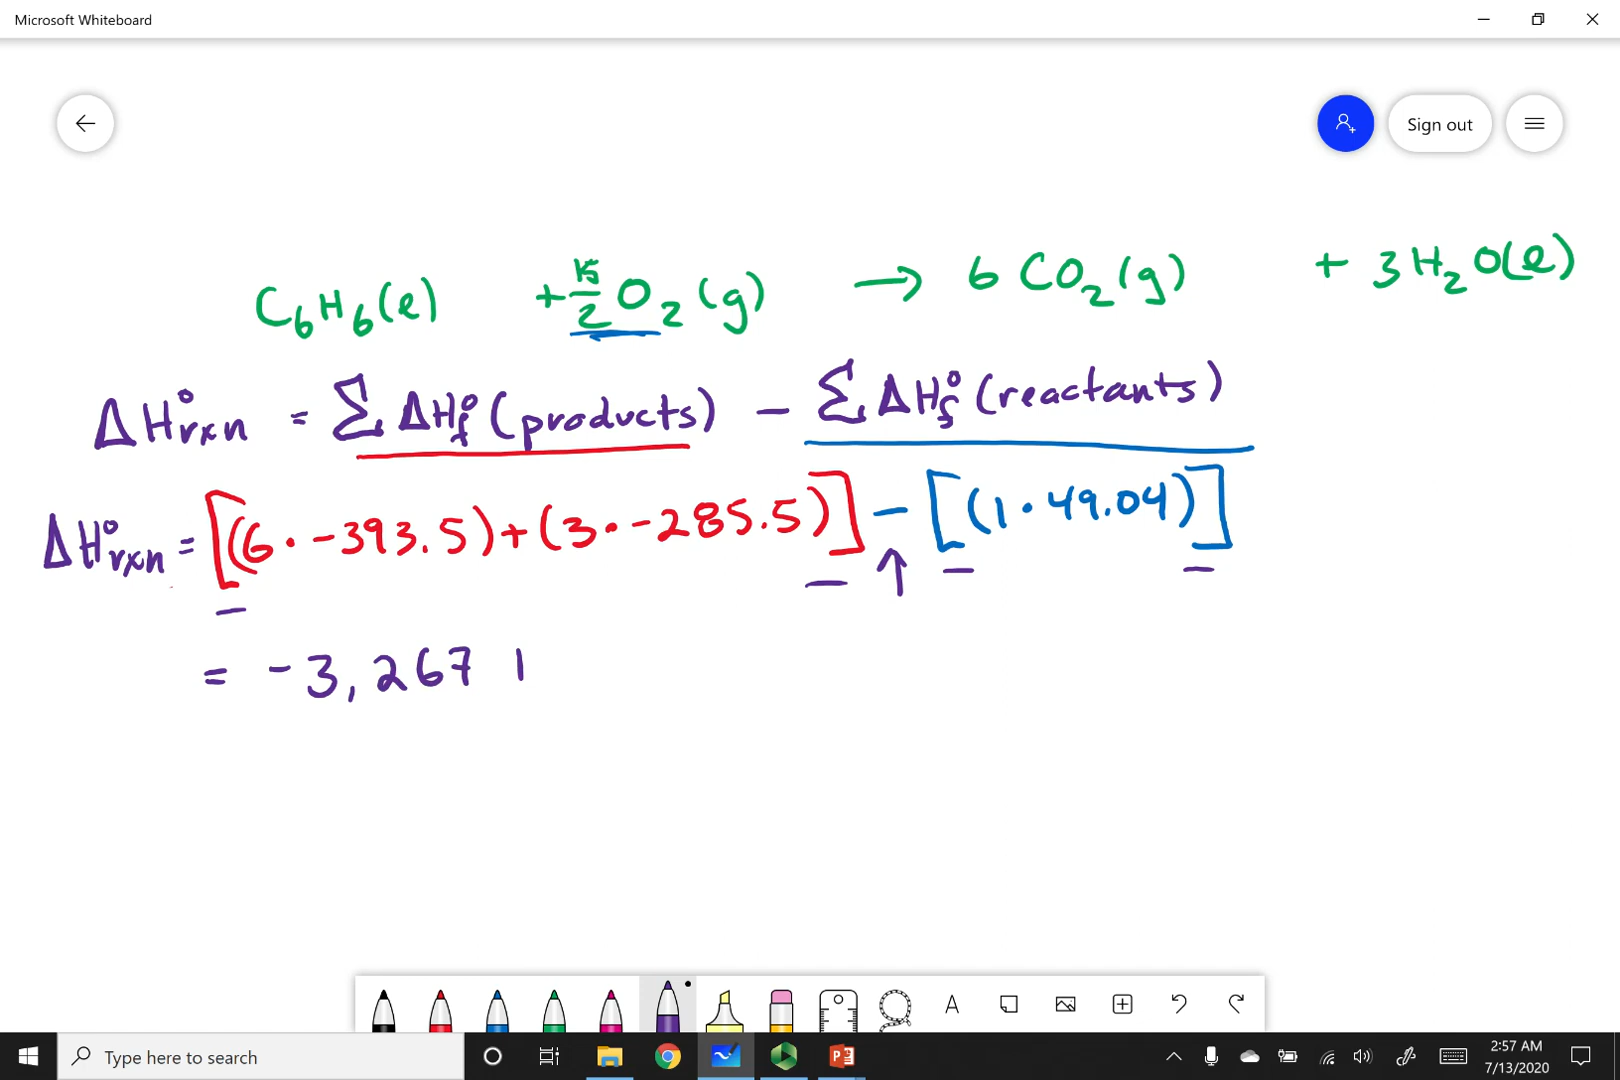 Microsoft Whiteboard
Sign out
C₆H₆(ℓ) + 15/2 O₂ (g) → 6 CO₂ (g) + 3 H₂O(ℓ)
ΔH°rxn = Σ ΔHf° (products) − Σ ΔHf° (reactants)
ΔH°rxn = [(6 · -393.5) + (3 · -285.5)] − [(1 · 49.04)]
= -3,267
A
Type here to search
2:57 AM
7/13/2020